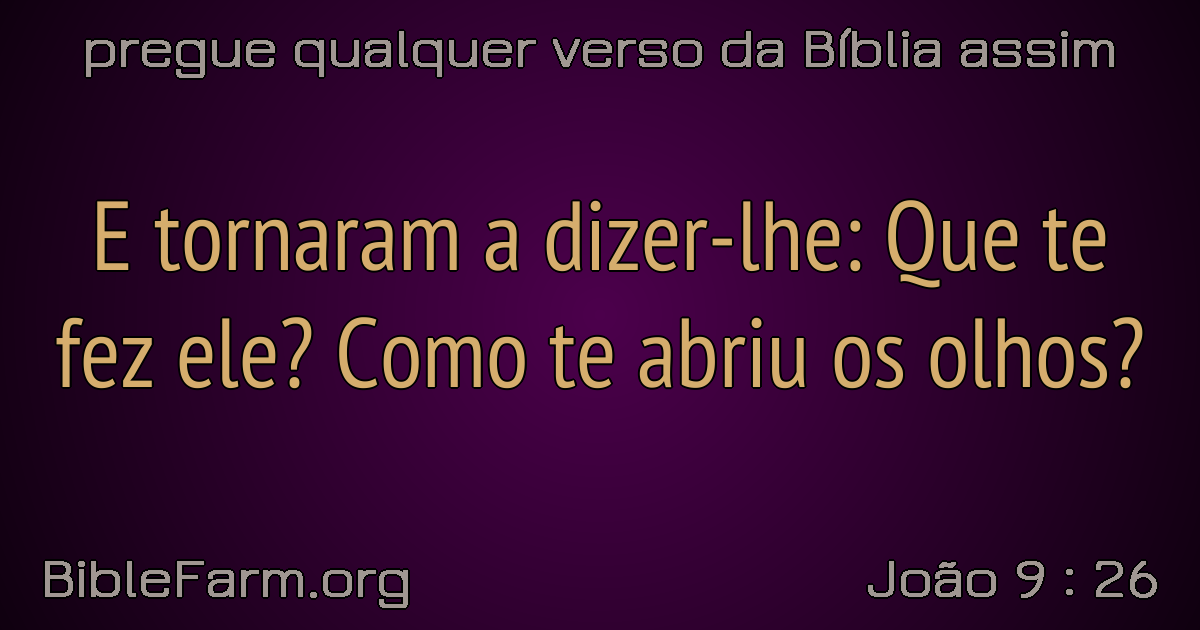 pregue qualquer verso da Bíblia assim
E tornaram a dizer-lhe: Que te
fez ele? Como te abriu os olhos?
BibleFarm.org
João 9 : 26